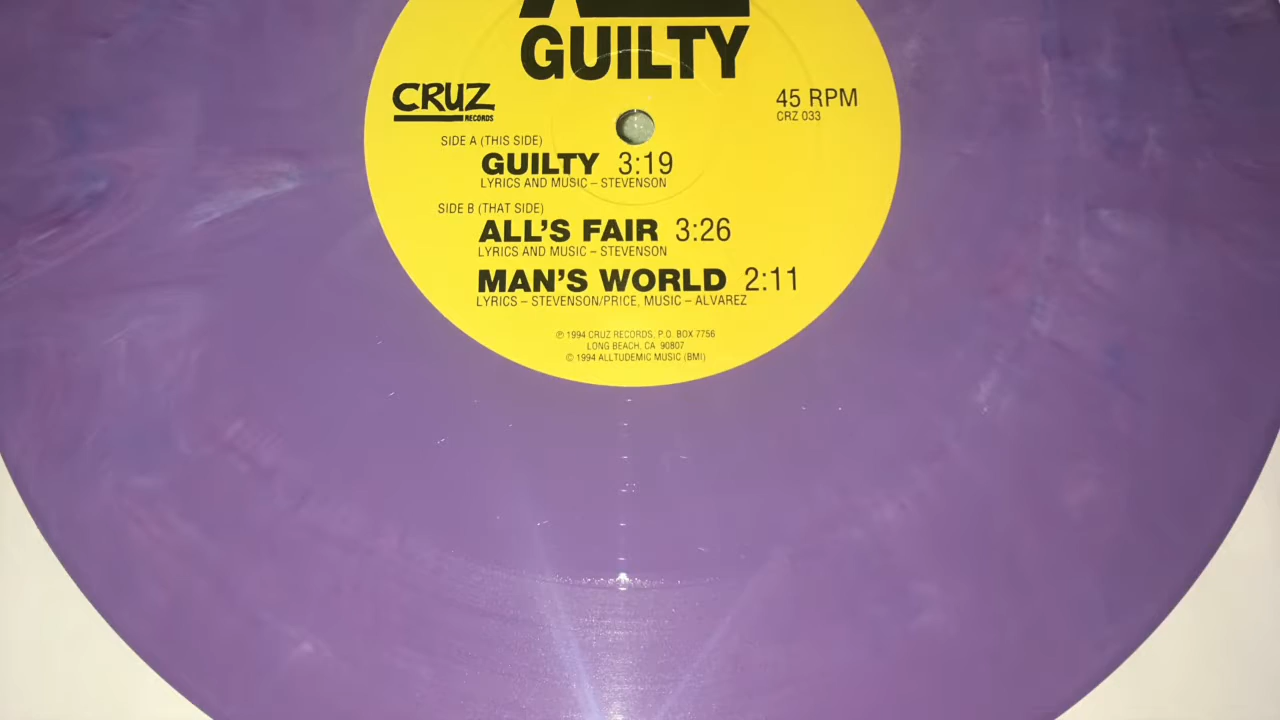 GUILTY
CRUZ
RECORDS
45 RPM
CRZ 033
SIDE A (THIS SIDE)
GUILTY 3:19
LYRICS AND MUSIC – STEVENSON
SIDE B (THAT SIDE)
ALL'S FAIR 3:26
LYRICS AND MUSIC – STEVENSON
MAN'S WORLD 2:11
LYRICS – STEVENSON/PRICE, MUSIC – ALVAREZ
℗ 1994 CRUZ RECORDS, P.O. BOX 7756
LONG BEACH, CA 90807
© 1994 ALLTUDEMIC MUSIC (BMI)